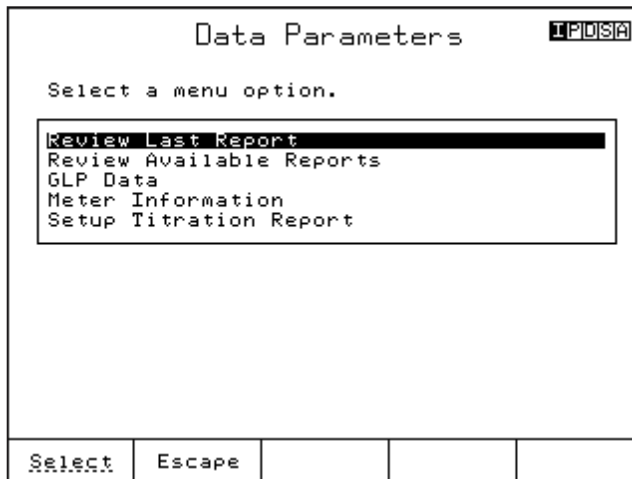 Data Parameters IPDSA
Select a menu option.
Review Last Report
Review Available Reports
GLP Data
Meter Information
Setup Titration Report
Select Escape